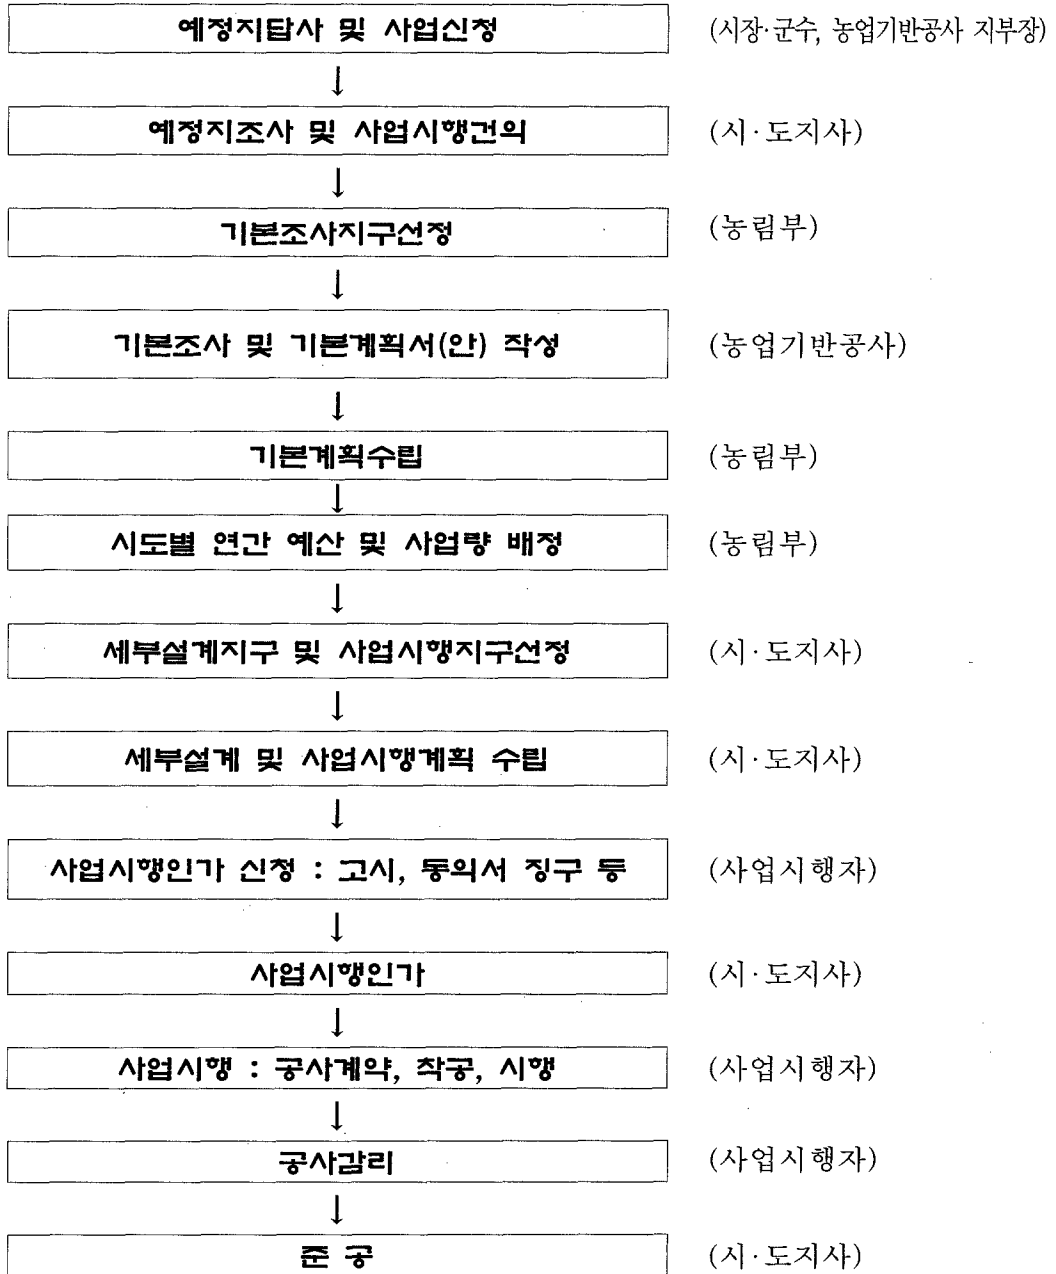 예정지답사 및 사업신청 (시장·군수, 농업기반공사 지부장)
↓
예정지조사 및 사업시행건의 (시·도지사)
↓
기본조사지구선정 (농림부)
↓
기본조사 및 기본계획서(안) 작성 (농업기반공사)
↓
기본계획수립 (농림부)
↓
시도별 연간 예산 및 사업량 배정 (농림부)
↓
세부설계지구 및 사업시행지구선정 (시·도지사)
↓
세부설계 및 사업시행계획 수립 (시·도지사)
↓
사업시행인가 신청 : 고시, 동의서 징구 등 (사업시행자)
↓
사업시행인가 (시·도지사)
↓
사업시행 : 공사계약, 착공, 시행 (사업시행자)
↓
공사감리 (사업시행자)
↓
준 공 (시·도지사)